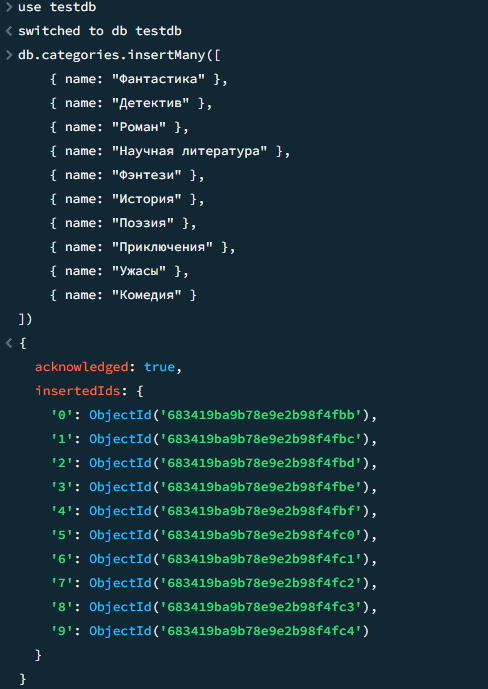 use testdb
switched to db testdb
db.categories.insertMany([
    { name: "Фантастика" },
    { name: "Детектив" },
    { name: "Роман" },
    { name: "Научная литература" },
    { name: "Фэнтези" },
    { name: "История" },
    { name: "Поэзия" },
    { name: "Приключения" },
    { name: "Ужасы" },
    { name: "Комедия" }
])
{
  acknowledged: true,
  insertedIds: {
    '0': ObjectId('683419ba9b78e9e2b98f4fbb'),
    '1': ObjectId('683419ba9b78e9e2b98f4fbc'),
    '2': ObjectId('683419ba9b78e9e2b98f4fbd'),
    '3': ObjectId('683419ba9b78e9e2b98f4fbe'),
    '4': ObjectId('683419ba9b78e9e2b98f4fbf'),
    '5': ObjectId('683419ba9b78e9e2b98f4fc0'),
    '6': ObjectId('683419ba9b78e9e2b98f4fc1'),
    '7': ObjectId('683419ba9b78e9e2b98f4fc2'),
    '8': ObjectId('683419ba9b78e9e2b98f4fc3'),
    '9': ObjectId('683419ba9b78e9e2b98f4fc4')
  }
}